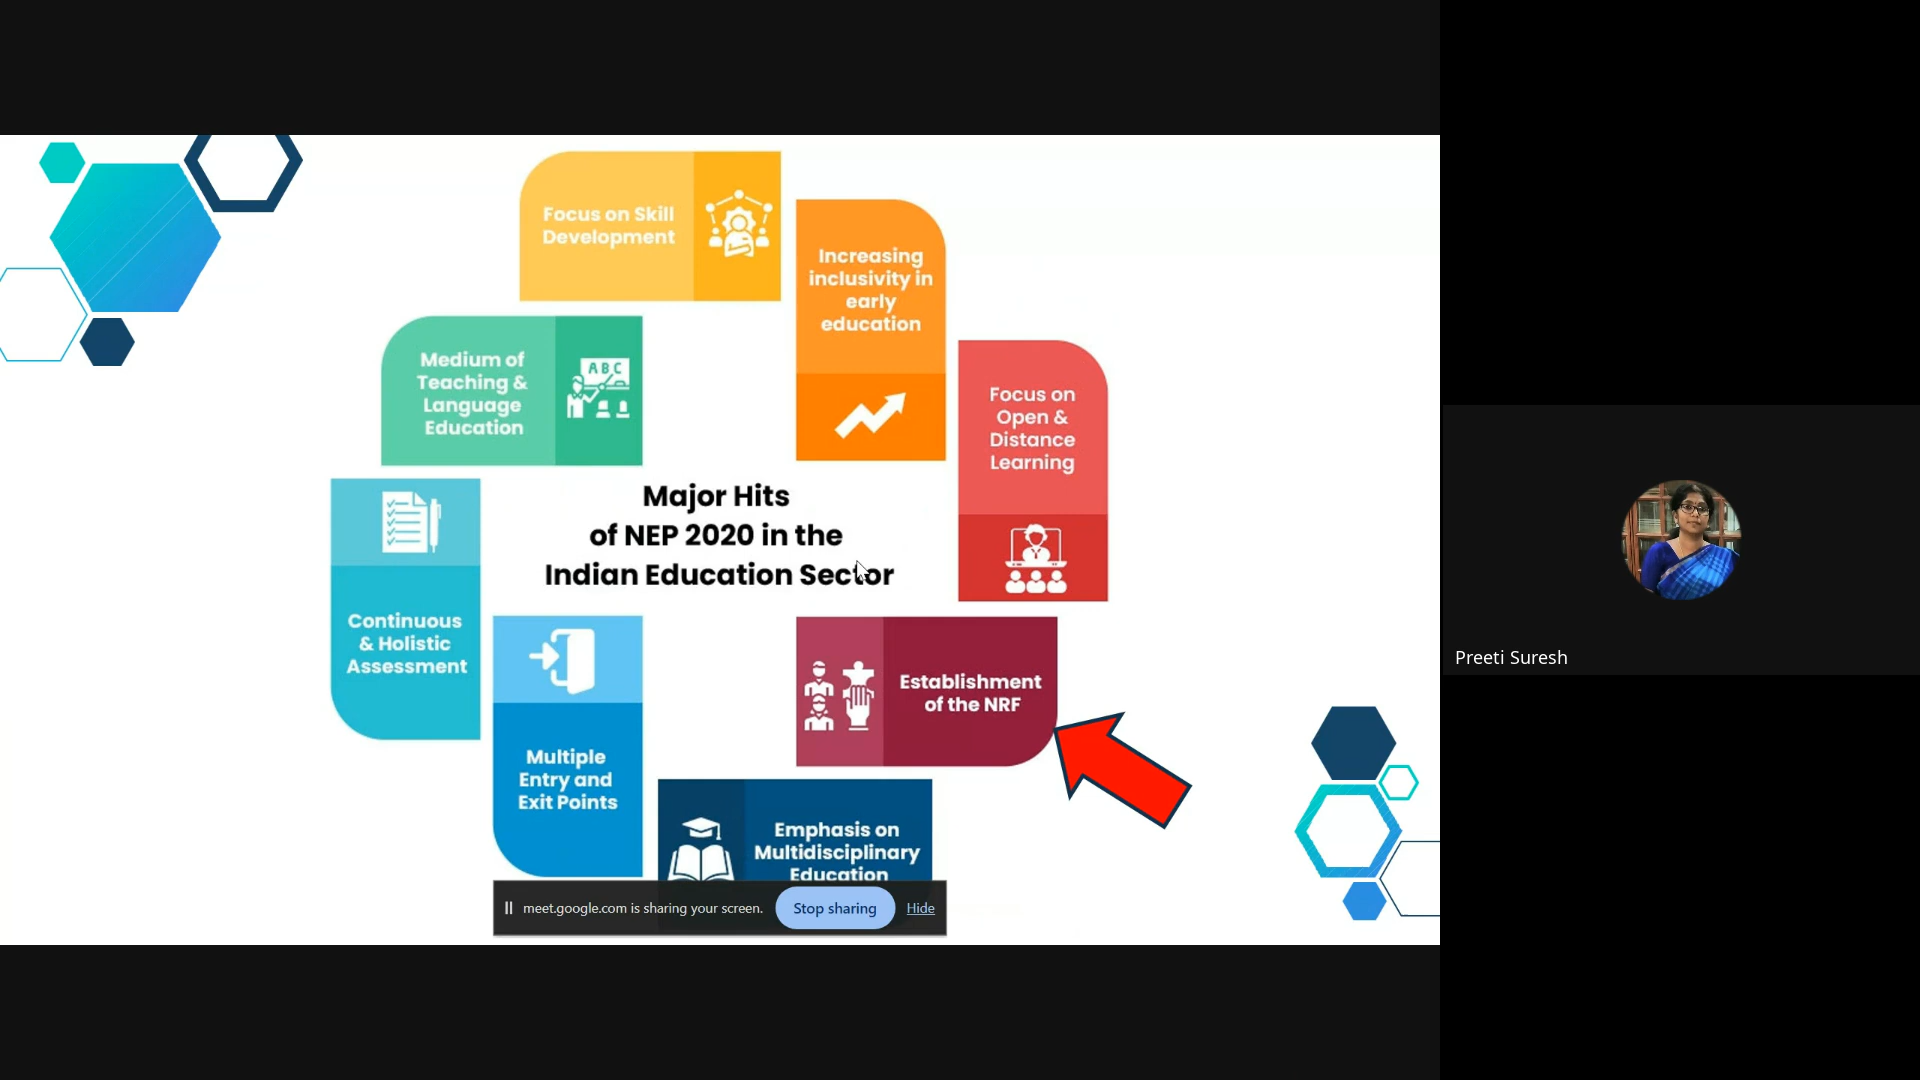 Focus on Skill
Development
Increasing
inclusivity in
early
education
Medium of
Teaching &
Language
Education
ABC
Focus on
Open &
Distance
Learning
Major Hits
of NEP 2020 in the
Indian Education Sector
Continuous
& Holistic
Assessment
Establishment
of the NRF
Multiple
Entry and
Exit Points
Emphasis on
Multidisciplinary
Education
meet.google.com is sharing your screen.
Stop sharing
Hide
Preeti Suresh